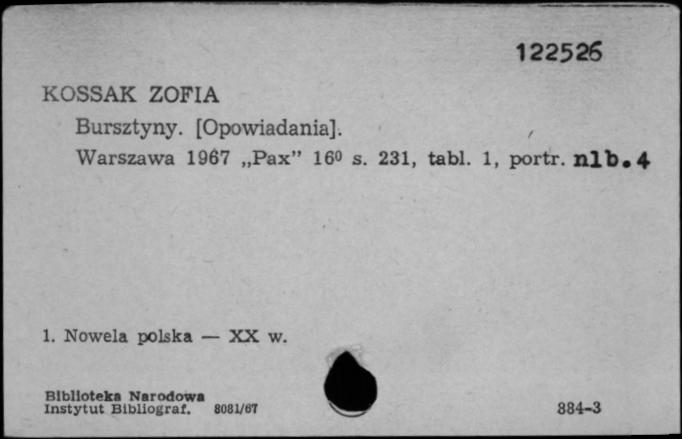 122526
KOSSAK ZOFIA
Bursztyny. [Opowiadania].
Warszawa 1967 „Pax” 16⁰ s. 231, tabl. 1, portr. nlb.4
1. Nowela polska — XX w.
Biblioteka Narodowa
Instytut Bibliograf. 8081/67
884-3